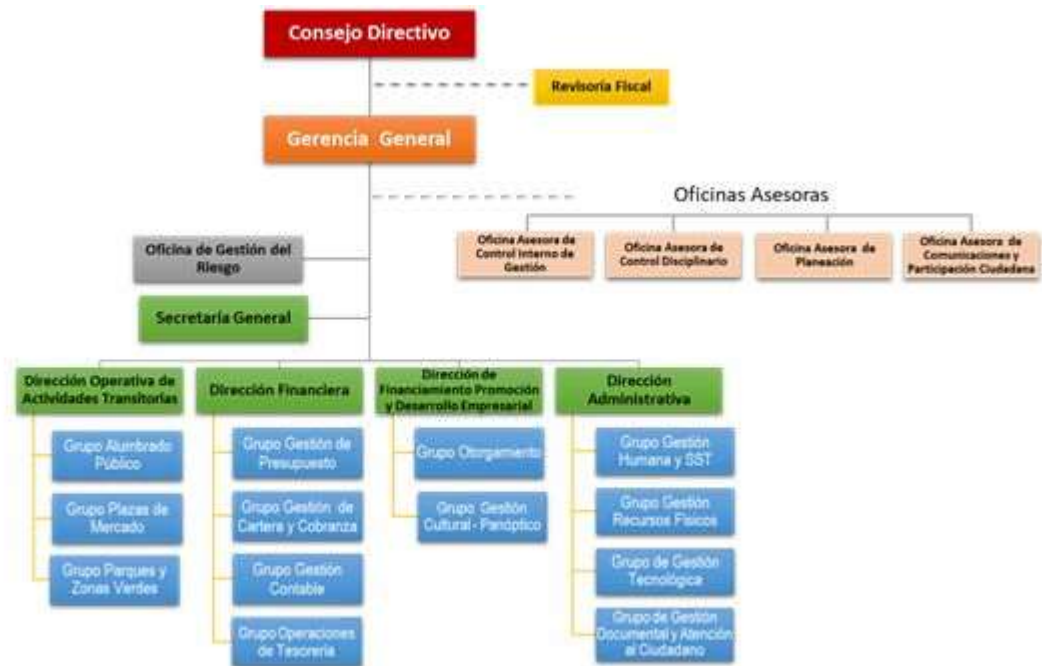 Consejo Directivo
Revisoría Fiscal
Gerencia General
Oficinas Asesoras
Oficina de Gestión del
Riesgo
Oficina Asesora de
Control Interno de
Gestión
Oficina Asesora de
Control Disciplinario
Oficina Asesora de
Planeación
Oficina Asesora de
Comunicaciones y
Participación Ciudadana
Secretaría General
Dirección Operativa de
Actividades Transitorias
Grupo Alumbrado
Público
Grupo Plazas de
Mercado
Grupo Parques y
Zonas Verdes
Dirección Financiera
Grupo Gestión de
Presupuesto
Grupo Gestión de
Cartera y Cobranza
Grupo Gestión
Contable
Grupo Operaciones
de Tesorería
Dirección de
Financiamiento Promoción
y Desarrollo Empresarial
Grupo Otorgamiento
Grupo Gestión
Cultural - Panóptico
Dirección
Administrativa
Grupo Gestión
Humana y SST
Grupo Gestión
Recursos Físicos
Grupo de Gestión
Tecnológica
Grupo de Gestión
Documental y Atención
al Ciudadano